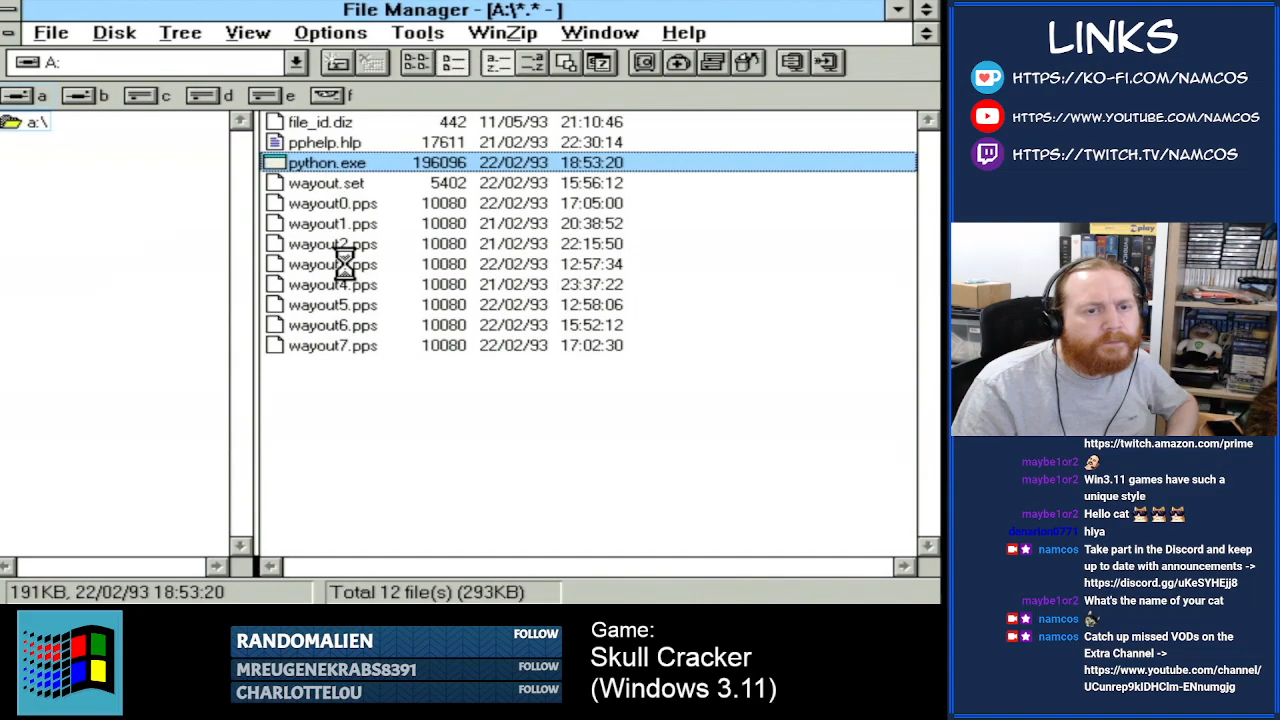 File Manager - [A:\*.* - ]
File Disk Tree View Options Tools WinZip Window Help
A:
a b c d e f
a:\
file_id.diz 442 11/05/93 21:10:46
pphelp.hlp 17611 21/02/93 22:30:14
python.exe 196096 22/02/93 18:53:20
wayout.set 5402 22/02/93 15:56:12
wayout0.pps 10080 22/02/93 17:05:00
wayout1.pps 10080 21/02/93 20:38:52
wayout2.pps 10080 21/02/93 22:15:50
10080 22/02/93 12:57:34
wayout4.pps 10080 21/02/93 23:37:22
wayout5.pps 10080 22/02/93 12:58:06
wayout6.pps 10080 22/02/93 15:52:12
wayout7.pps 10080 22/02/93 17:02:30
191KB, 22/02/93 18:53:20
Total 12 file(s) (293KB)
RANDOMALIEN FOLLOW
MREUGENEKRABS8391 FOLLOW
CHARLOTTELOU FOLLOW
Game:
Skull Cracker
(Windows 3.11)
LINKS
HTTPS://KO-FI.COM/NAMCOS
HTTPS://WWW.YOUTUBE.COM/NAMCOS
HTTPS://TWITCH.TV/NAMCOS
play
https://twitch.amazon.com/prime
maybe1or2
maybe1or2 Win3.11 games have such a
unique style
maybe1or2 Hello cat
denarion0771 hiya
namcos Take part in the Discord and keep
up to date with announcements ->
https://discord.gg/uKeSYHEjj8
maybe1or2 What's the name of your cat
namcos
namcos Catch up missed VODs on the
Extra Channel ->
https://www.youtube.com/channel/
UCunrep9kIDHClm-ENnumgjg